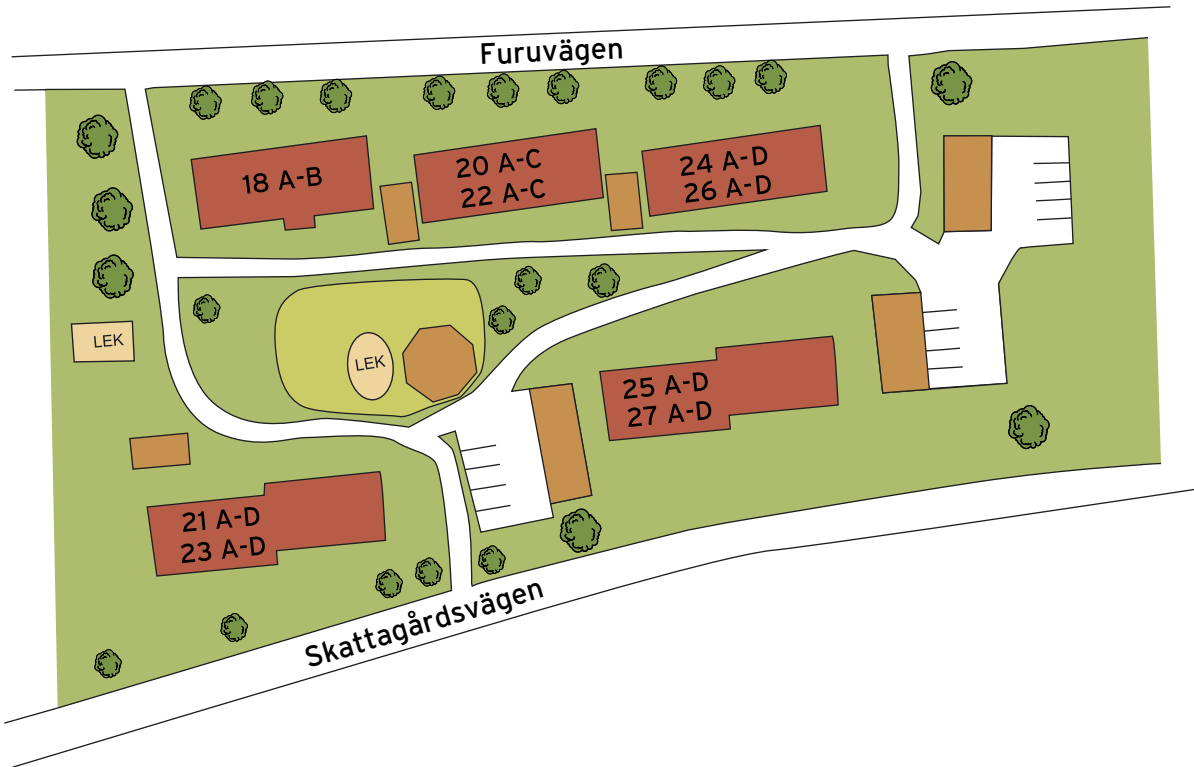 Furuvägen
18 A-B
20 A-C
22 A-C
24 A-D
26 A-D
LEK
LEK
25 A-D
27 A-D
21 A-D
23 A-D
Skattagårdsvägen